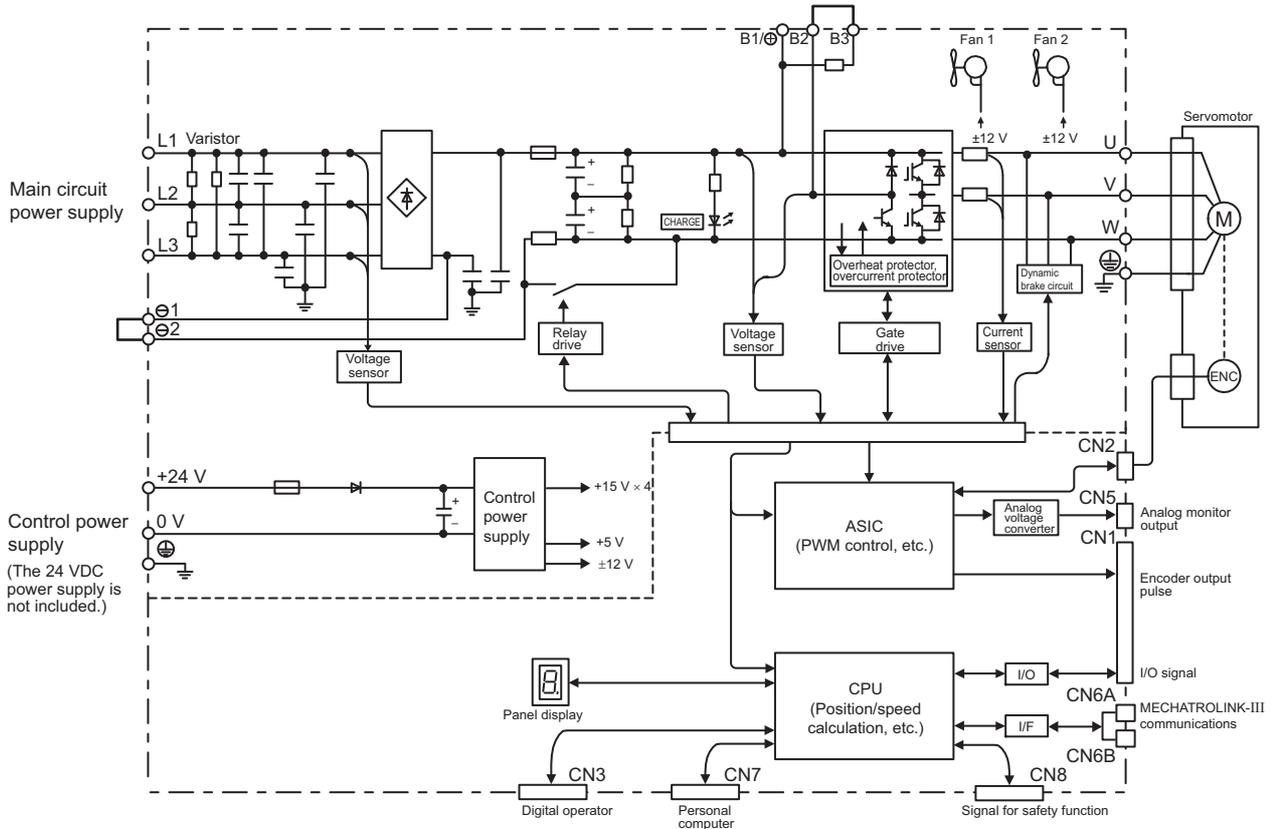 B1/⊕ B2 B3
Fan 1
Fan 2
±12 V
±12 V
Servomotor
Main circuit
power supply
L1
Varistor
L2
L3
⊖1
⊖2
+
–
+
–
CHARGE
Overheat protector,
overcurrent protector
U
V
W
M
Dynamic
brake circuit
Voltage
sensor
Relay
drive
Voltage
sensor
Gate
drive
Current
sensor
ENC
Control power
supply
(The 24 VDC
power supply is
not included.)
+24 V
0 V
+
–
Control
power
supply
+15 V × 4
+5 V
±12 V
ASIC
(PWM control, etc.)
Analog
voltage
converter
CN2
CN5
Analog monitor
output
CN1
Encoder output
pulse
I/O signal
CPU
(Position/speed
calculation, etc.)
I/O
I/F
CN6A
MECHATROLINK-III
communications
CN6B
8.
Panel display
CN3
Digital operator
CN7
Personal
computer
CN8
Signal for safety function